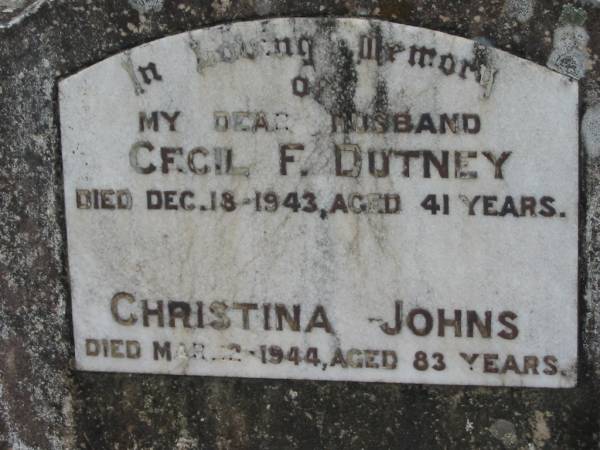 In Loving Memory
of
MY DEAR HUSBAND
CECIL F. DUTNEY
DIED DEC. 18-1943, AGED 41 YEARS.
CHRISTINA JOHNS
DIED 1944, AGED 83 YEARS.